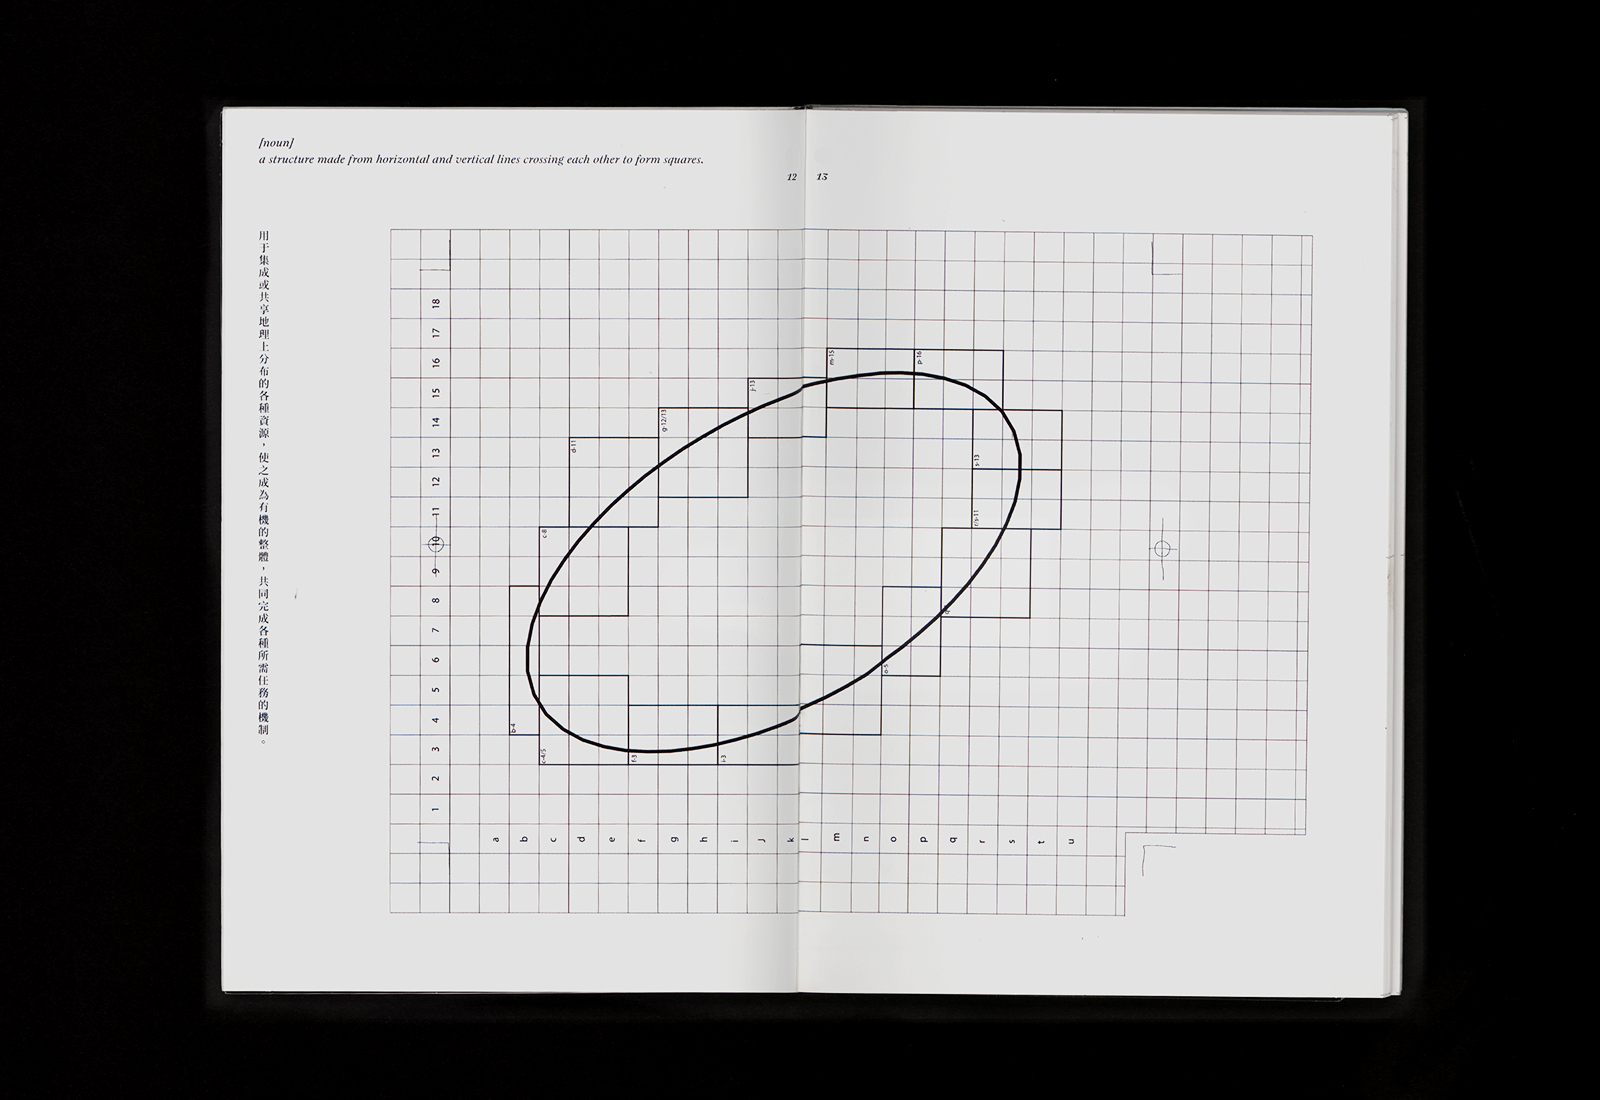 [noun]
a structure made from horizontal and vertical lines crossing each other to form squares.
12
13
用于集成或共享地理上分布的各種資源，使之成為有機的整體，共同完成各種所需任務的機制。
18
17
16
15
14
13
12
11
10
9
8
7
6
5
4
3
2
1
m-15
p-16
j-13
g-12/13
d-11
s-13
r/s-11
c-8
o-5
b-4
c-4/5
f-3
i-3
a
b
c
d
e
f
g
h
i
j
k
l
m
n
o
p
q
r
s
t
u